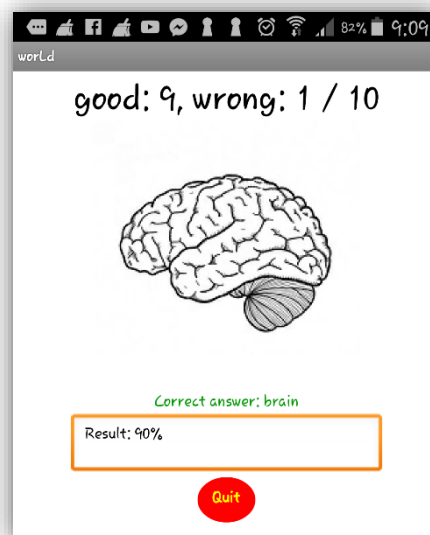 82% 9:09
world
good: 9, wrong: 1 / 10
Correct answer: brain
Result: 90%
Quit